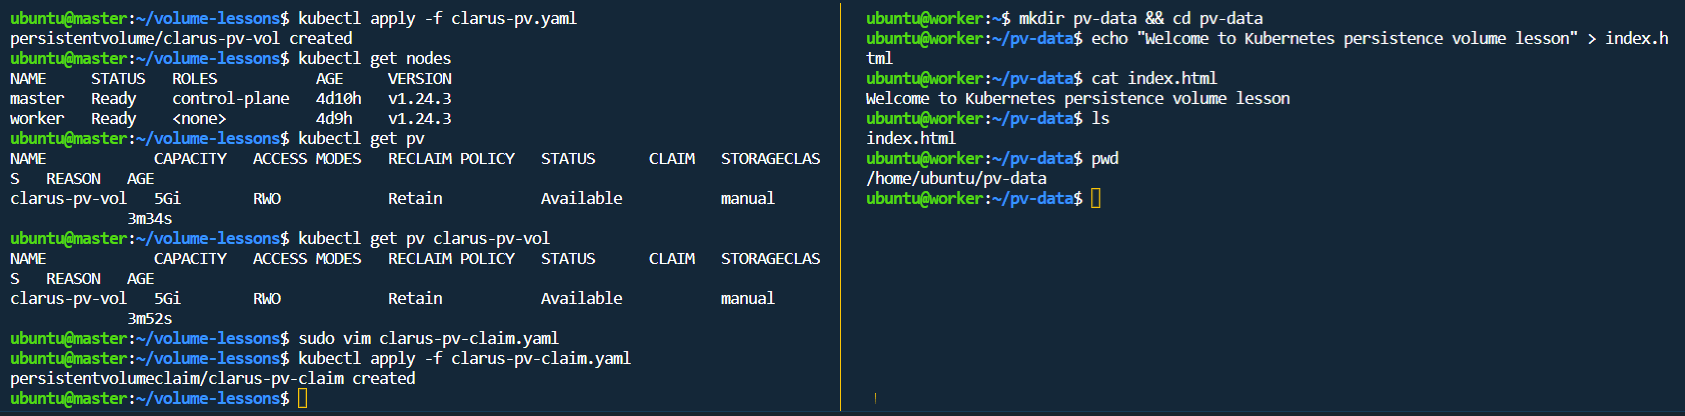 ubuntu@master:~/volume-lessons$ kubectl apply -f clarus-pv.yaml
persistentvolume/clarus-pv-vol created
ubuntu@master:~/volume-lessons$ kubectl get nodes
NAME     STATUS   ROLES           AGE     VERSION
master   Ready    control-plane   4d10h   v1.24.3
worker   Ready    <none>          4d9h    v1.24.3
ubuntu@master:~/volume-lessons$ kubectl get pv
NAME            CAPACITY   ACCESS MODES   RECLAIM POLICY   STATUS      CLAIM   STORAGECLAS
S   REASON   AGE
clarus-pv-vol   5Gi        RWO            Retain           Available           manual
             3m34s
ubuntu@master:~/volume-lessons$ kubectl get pv clarus-pv-vol
NAME            CAPACITY   ACCESS MODES   RECLAIM POLICY   STATUS      CLAIM   STORAGECLAS
S   REASON   AGE
clarus-pv-vol   5Gi        RWO            Retain           Available           manual
             3m52s
ubuntu@master:~/volume-lessons$ sudo vim clarus-pv-claim.yaml
ubuntu@master:~/volume-lessons$ kubectl apply -f clarus-pv-claim.yaml
persistentvolumeclaim/clarus-pv-claim created
ubuntu@master:~/volume-lessons$
ubuntu@worker:~$ mkdir pv-data && cd pv-data
ubuntu@worker:~/pv-data$ echo "Welcome to Kubernetes persistence volume lesson" > index.h
tml
ubuntu@worker:~/pv-data$ cat index.html
Welcome to Kubernetes persistence volume lesson
ubuntu@worker:~/pv-data$ ls
index.html
ubuntu@worker:~/pv-data$ pwd
/home/ubuntu/pv-data
ubuntu@worker:~/pv-data$